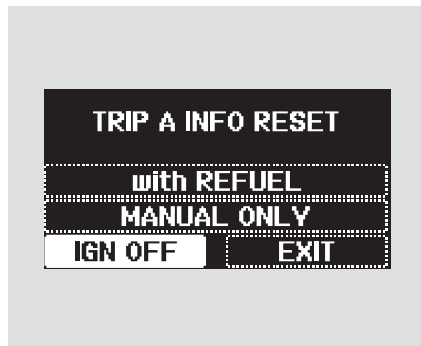 TRIP A INFO RESET
with REFUEL
MANUAL ONLY
IGN OFF EXIT